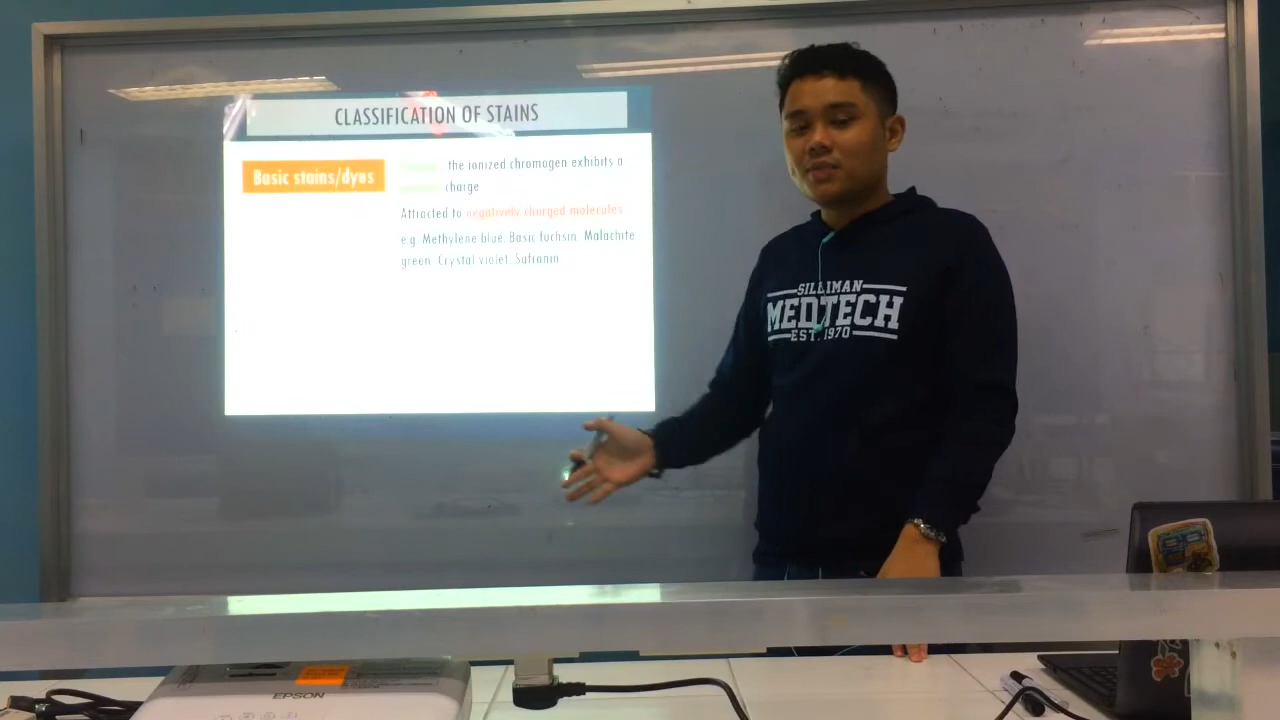 CLASSIFICATION OF STAINS
Basic stains/dyes
the ionized chromogen exhibits a
charge
Attracted to negatively charged molecules
e.g. Methylene blue, Basic fuchsin, Malachite
green, Crystal violet, Safranin
SILLIMAN
MEDTECH
EST. 1970
EPSON